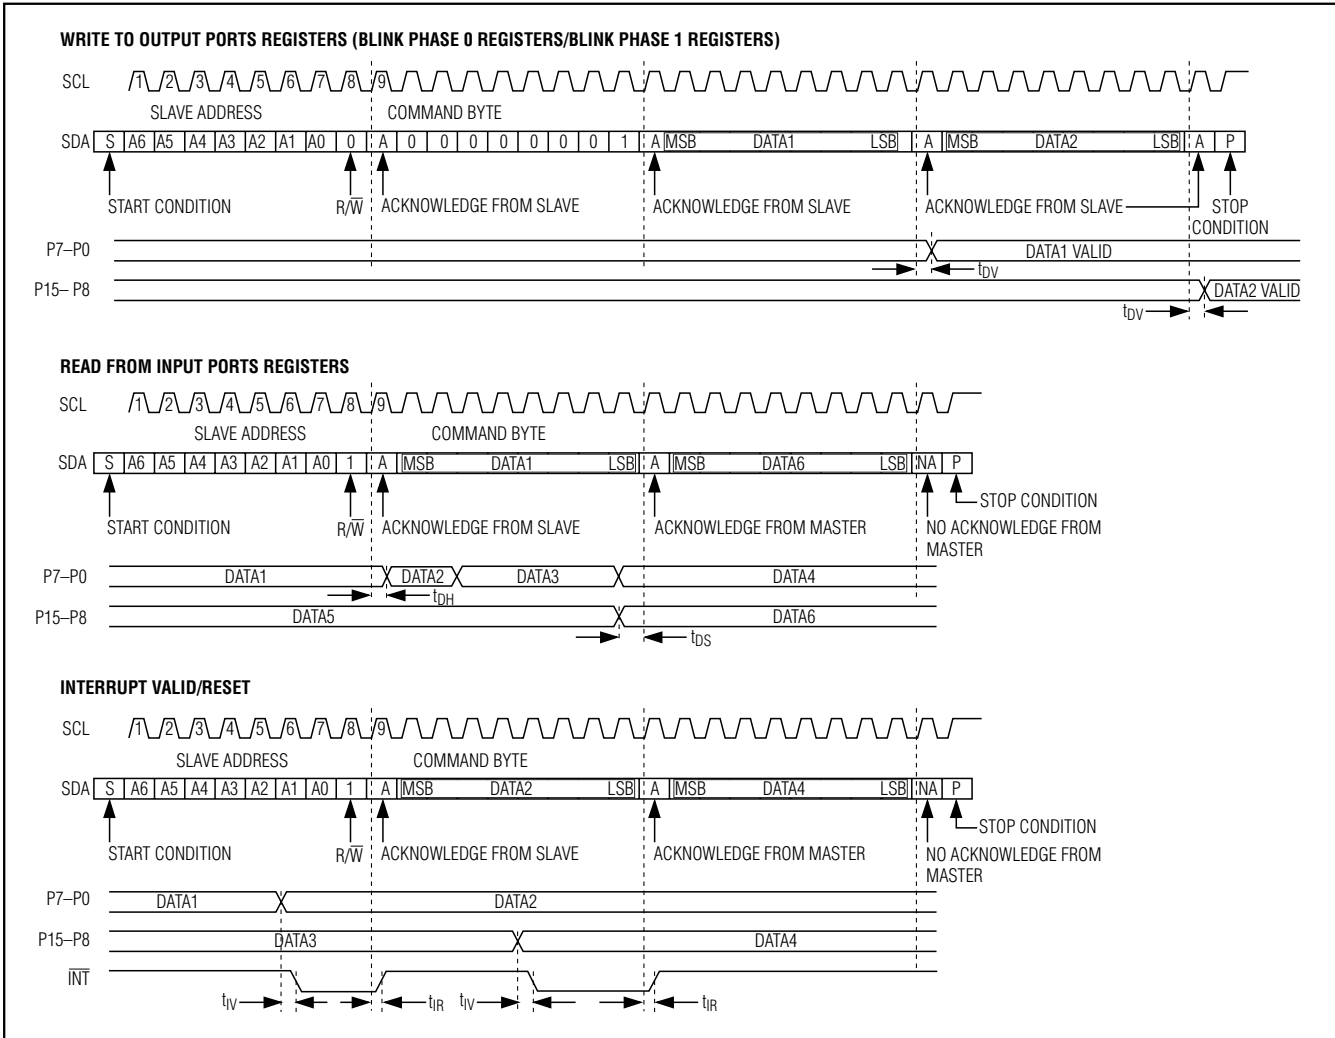 WRITE TO OUTPUT PORTS REGISTERS (BLINK PHASE 0 REGISTERS/BLINK PHASE 1 REGISTERS)
SCL 1 2 3 4 5 6 7 8 9
SLAVE ADDRESS COMMAND BYTE
SDA S A6 A5 A4 A3 A2 A1 A0 0 A 0 0 0 0 0 0 0 1 A MSB DATA1 LSB A MSB DATA2 LSB A P
START CONDITION R/W̅ ACKNOWLEDGE FROM SLAVE ACKNOWLEDGE FROM SLAVE ACKNOWLEDGE FROM SLAVE STOP
CONDITION
P7–P0 DATA1 VALID
tDV
P15– P8 DATA2 VALID
tDV
READ FROM INPUT PORTS REGISTERS
SCL 1 2 3 4 5 6 7 8 9
SLAVE ADDRESS COMMAND BYTE
SDA S A6 A5 A4 A3 A2 A1 A0 1 A MSB DATA1 LSB A MSB DATA6 LSB NA P
STOP CONDITION
START CONDITION R/W̅ ACKNOWLEDGE FROM SLAVE ACKNOWLEDGE FROM MASTER NO ACKNOWLEDGE FROM
MASTER
P7–P0 DATA1 DATA2 DATA3 DATA4
tDH
P15–P8 DATA5 DATA6
tDS
INTERRUPT VALID/RESET
SCL 1 2 3 4 5 6 7 8 9
SLAVE ADDRESS COMMAND BYTE
SDA S A6 A5 A4 A3 A2 A1 A0 1 A MSB DATA2 LSB A MSB DATA4 LSB NA P
STOP CONDITION
START CONDITION R/W̅ ACKNOWLEDGE FROM SLAVE ACKNOWLEDGE FROM MASTER NO ACKNOWLEDGE FROM
MASTER
P7–P0 DATA1 DATA2
P15–P8 DATA3 DATA4
I̅N̅T̅
tIV tIR tIV tIR